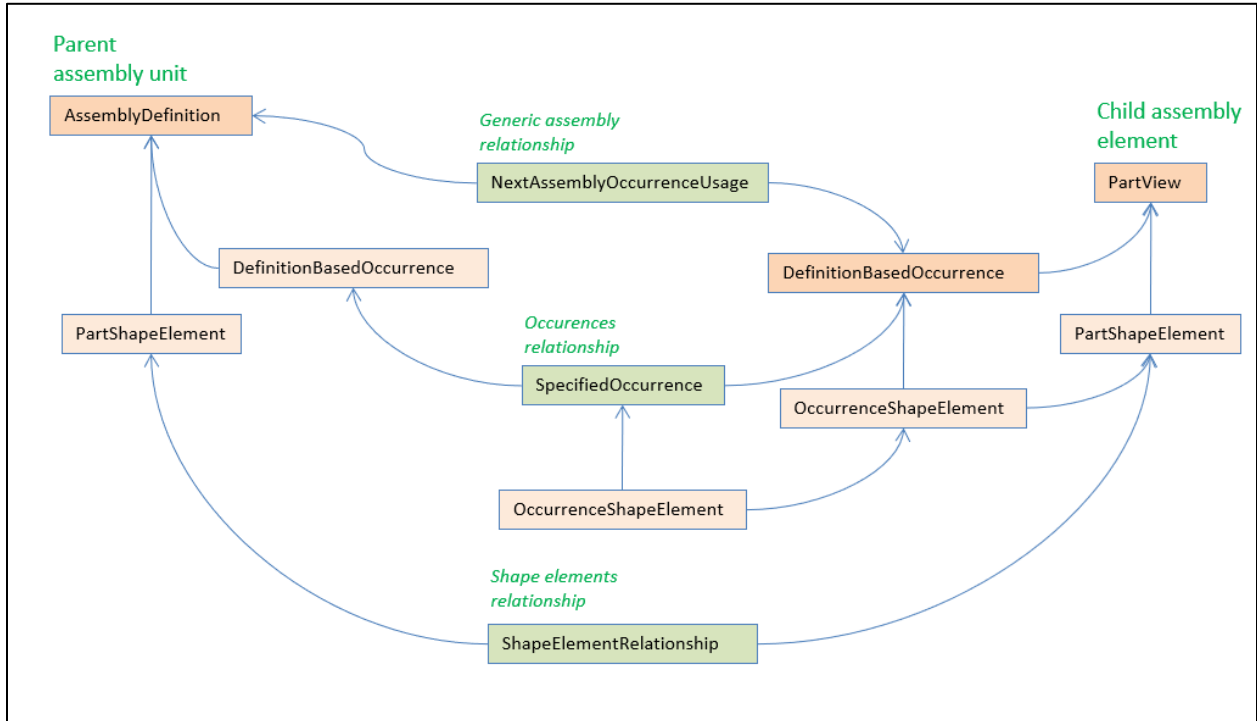 Parent
assembly unit
AssemblyDefinition
Generic assembly
relationship
NextAssemblyOccurrenceUsage
Child assembly
element
PartView
DefinitionBasedOccurrence
DefinitionBasedOccurrence
PartShapeElement
Occurences
relationship
PartShapeElement
SpecifiedOccurrence
OccurrenceShapeElement
OccurrenceShapeElement
Shape elements
relationship
ShapeElementRelationship